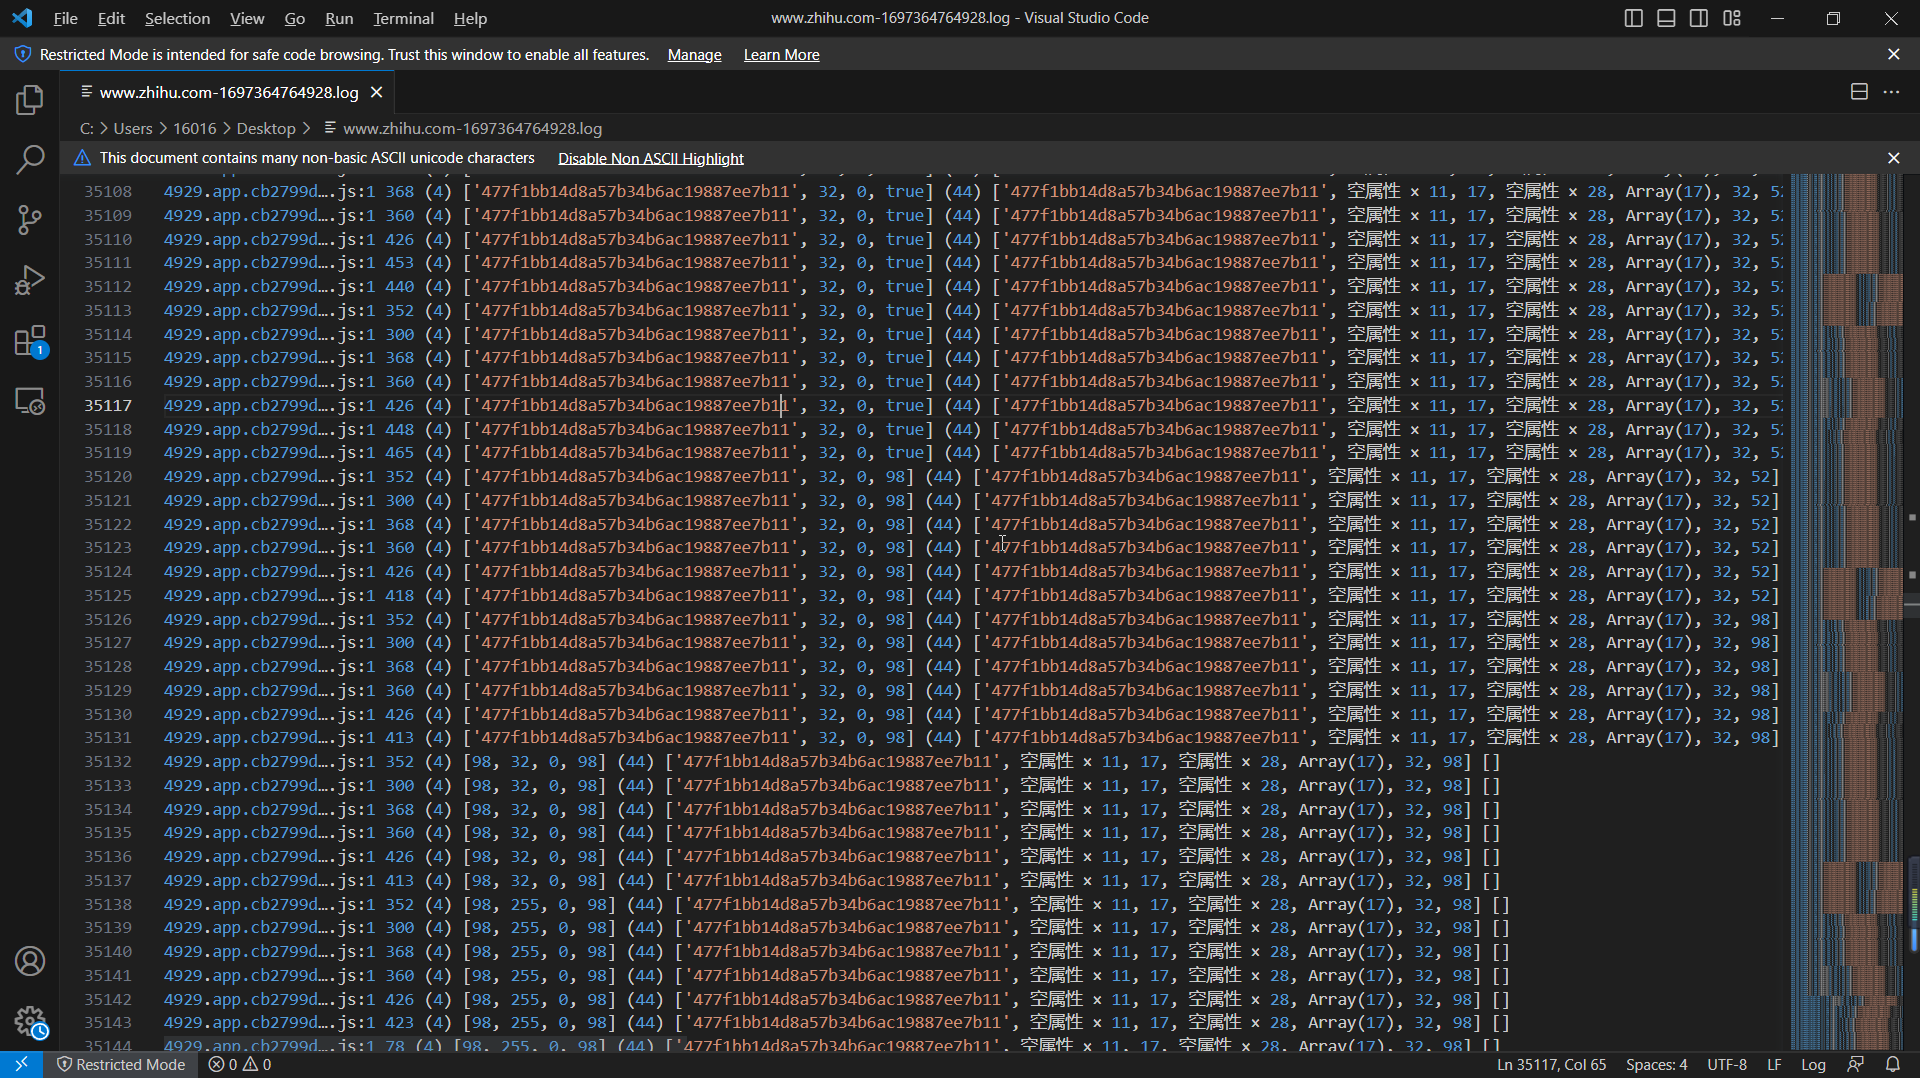 File Edit Selection View Go Run Terminal Help
www.zhihu.com-1697364764928.log - Visual Studio Code
Restricted Mode is intended for safe code browsing. Trust this window to enable all features. Manage Learn More
www.zhihu.com-1697364764928.log
C: > Users > 16016 > Desktop > www.zhihu.com-1697364764928.log
This document contains many non-basic ASCII unicode characters Disable Non ASCII Highlight
35108 4929.app.cb2799d….js:1 368 (4) ['477f1bb14d8a57b34b6ac19887ee7b11', 32, 0, true] (44) ['477f1bb14d8a57b34b6ac19887ee7b11', 空属性 × 11, 17, 空属性 × 28, Array(17), 32, 52
35109 4929.app.cb2799d….js:1 360 (4) ['477f1bb14d8a57b34b6ac19887ee7b11', 32, 0, true] (44) ['477f1bb14d8a57b34b6ac19887ee7b11', 空属性 × 11, 17, 空属性 × 28, Array(17), 32, 52
35110 4929.app.cb2799d….js:1 426 (4) ['477f1bb14d8a57b34b6ac19887ee7b11', 32, 0, true] (44) ['477f1bb14d8a57b34b6ac19887ee7b11', 空属性 × 11, 17, 空属性 × 28, Array(17), 32, 52
35111 4929.app.cb2799d….js:1 453 (4) ['477f1bb14d8a57b34b6ac19887ee7b11', 32, 0, true] (44) ['477f1bb14d8a57b34b6ac19887ee7b11', 空属性 × 11, 17, 空属性 × 28, Array(17), 32, 52
35112 4929.app.cb2799d….js:1 440 (4) ['477f1bb14d8a57b34b6ac19887ee7b11', 32, 0, true] (44) ['477f1bb14d8a57b34b6ac19887ee7b11', 空属性 × 11, 17, 空属性 × 28, Array(17), 32, 52
35113 4929.app.cb2799d….js:1 352 (4) ['477f1bb14d8a57b34b6ac19887ee7b11', 32, 0, true] (44) ['477f1bb14d8a57b34b6ac19887ee7b11', 空属性 × 11, 17, 空属性 × 28, Array(17), 32, 52
35114 4929.app.cb2799d….js:1 300 (4) ['477f1bb14d8a57b34b6ac19887ee7b11', 32, 0, true] (44) ['477f1bb14d8a57b34b6ac19887ee7b11', 空属性 × 11, 17, 空属性 × 28, Array(17), 32, 52
35115 4929.app.cb2799d….js:1 368 (4) ['477f1bb14d8a57b34b6ac19887ee7b11', 32, 0, true] (44) ['477f1bb14d8a57b34b6ac19887ee7b11', 空属性 × 11, 17, 空属性 × 28, Array(17), 32, 52
35116 4929.app.cb2799d….js:1 360 (4) ['477f1bb14d8a57b34b6ac19887ee7b11', 32, 0, true] (44) ['477f1bb14d8a57b34b6ac19887ee7b11', 空属性 × 11, 17, 空属性 × 28, Array(17), 32, 52
35117 4929.app.cb2799d….js:1 426 (4) ['477f1bb14d8a57b34b6ac19887ee7b11', 32, 0, true] (44) ['477f1bb14d8a57b34b6ac19887ee7b11', 空属性 × 11, 17, 空属性 × 28, Array(17), 32, 52
35118 4929.app.cb2799d….js:1 448 (4) ['477f1bb14d8a57b34b6ac19887ee7b11', 32, 0, true] (44) ['477f1bb14d8a57b34b6ac19887ee7b11', 空属性 × 11, 17, 空属性 × 28, Array(17), 32, 52
35119 4929.app.cb2799d….js:1 465 (4) ['477f1bb14d8a57b34b6ac19887ee7b11', 32, 0, true] (44) ['477f1bb14d8a57b34b6ac19887ee7b11', 空属性 × 11, 17, 空属性 × 28, Array(17), 32, 52
35120 4929.app.cb2799d….js:1 352 (4) ['477f1bb14d8a57b34b6ac19887ee7b11', 32, 0, 98] (44) ['477f1bb14d8a57b34b6ac19887ee7b11', 空属性 × 11, 17, 空属性 × 28, Array(17), 32, 52]
35121 4929.app.cb2799d….js:1 300 (4) ['477f1bb14d8a57b34b6ac19887ee7b11', 32, 0, 98] (44) ['477f1bb14d8a57b34b6ac19887ee7b11', 空属性 × 11, 17, 空属性 × 28, Array(17), 32, 52]
35122 4929.app.cb2799d….js:1 368 (4) ['477f1bb14d8a57b34b6ac19887ee7b11', 32, 0, 98] (44) ['477f1bb14d8a57b34b6ac19887ee7b11', 空属性 × 11, 17, 空属性 × 28, Array(17), 32, 52]
35123 4929.app.cb2799d….js:1 360 (4) ['477f1bb14d8a57b34b6ac19887ee7b11', 32, 0, 98] (44) ['477f1bb14d8a57b34b6ac19887ee7b11', 空属性 × 11, 17, 空属性 × 28, Array(17), 32, 52]
35124 4929.app.cb2799d….js:1 426 (4) ['477f1bb14d8a57b34b6ac19887ee7b11', 32, 0, 98] (44) ['477f1bb14d8a57b34b6ac19887ee7b11', 空属性 × 11, 17, 空属性 × 28, Array(17), 32, 52]
35125 4929.app.cb2799d….js:1 418 (4) ['477f1bb14d8a57b34b6ac19887ee7b11', 32, 0, 98] (44) ['477f1bb14d8a57b34b6ac19887ee7b11', 空属性 × 11, 17, 空属性 × 28, Array(17), 32, 52]
35126 4929.app.cb2799d….js:1 352 (4) ['477f1bb14d8a57b34b6ac19887ee7b11', 32, 0, 98] (44) ['477f1bb14d8a57b34b6ac19887ee7b11', 空属性 × 11, 17, 空属性 × 28, Array(17), 32, 98]
35127 4929.app.cb2799d….js:1 300 (4) ['477f1bb14d8a57b34b6ac19887ee7b11', 32, 0, 98] (44) ['477f1bb14d8a57b34b6ac19887ee7b11', 空属性 × 11, 17, 空属性 × 28, Array(17), 32, 98]
35128 4929.app.cb2799d….js:1 368 (4) ['477f1bb14d8a57b34b6ac19887ee7b11', 32, 0, 98] (44) ['477f1bb14d8a57b34b6ac19887ee7b11', 空属性 × 11, 17, 空属性 × 28, Array(17), 32, 98]
35129 4929.app.cb2799d….js:1 360 (4) ['477f1bb14d8a57b34b6ac19887ee7b11', 32, 0, 98] (44) ['477f1bb14d8a57b34b6ac19887ee7b11', 空属性 × 11, 17, 空属性 × 28, Array(17), 32, 98]
35130 4929.app.cb2799d….js:1 426 (4) ['477f1bb14d8a57b34b6ac19887ee7b11', 32, 0, 98] (44) ['477f1bb14d8a57b34b6ac19887ee7b11', 空属性 × 11, 17, 空属性 × 28, Array(17), 32, 98]
35131 4929.app.cb2799d….js:1 413 (4) ['477f1bb14d8a57b34b6ac19887ee7b11', 32, 0, 98] (44) ['477f1bb14d8a57b34b6ac19887ee7b11', 空属性 × 11, 17, 空属性 × 28, Array(17), 32, 98]
35132 4929.app.cb2799d….js:1 352 (4) [98, 32, 0, 98] (44) ['477f1bb14d8a57b34b6ac19887ee7b11', 空属性 × 11, 17, 空属性 × 28, Array(17), 32, 98] []
35133 4929.app.cb2799d….js:1 300 (4) [98, 32, 0, 98] (44) ['477f1bb14d8a57b34b6ac19887ee7b11', 空属性 × 11, 17, 空属性 × 28, Array(17), 32, 98] []
35134 4929.app.cb2799d….js:1 368 (4) [98, 32, 0, 98] (44) ['477f1bb14d8a57b34b6ac19887ee7b11', 空属性 × 11, 17, 空属性 × 28, Array(17), 32, 98] []
35135 4929.app.cb2799d….js:1 360 (4) [98, 32, 0, 98] (44) ['477f1bb14d8a57b34b6ac19887ee7b11', 空属性 × 11, 17, 空属性 × 28, Array(17), 32, 98] []
35136 4929.app.cb2799d….js:1 426 (4) [98, 32, 0, 98] (44) ['477f1bb14d8a57b34b6ac19887ee7b11', 空属性 × 11, 17, 空属性 × 28, Array(17), 32, 98] []
35137 4929.app.cb2799d….js:1 413 (4) [98, 32, 0, 98] (44) ['477f1bb14d8a57b34b6ac19887ee7b11', 空属性 × 11, 17, 空属性 × 28, Array(17), 32, 98] []
35138 4929.app.cb2799d….js:1 352 (4) [98, 255, 0, 98] (44) ['477f1bb14d8a57b34b6ac19887ee7b11', 空属性 × 11, 17, 空属性 × 28, Array(17), 32, 98] []
35139 4929.app.cb2799d….js:1 300 (4) [98, 255, 0, 98] (44) ['477f1bb14d8a57b34b6ac19887ee7b11', 空属性 × 11, 17, 空属性 × 28, Array(17), 32, 98] []
35140 4929.app.cb2799d….js:1 368 (4) [98, 255, 0, 98] (44) ['477f1bb14d8a57b34b6ac19887ee7b11', 空属性 × 11, 17, 空属性 × 28, Array(17), 32, 98] []
35141 4929.app.cb2799d….js:1 360 (4) [98, 255, 0, 98] (44) ['477f1bb14d8a57b34b6ac19887ee7b11', 空属性 × 11, 17, 空属性 × 28, Array(17), 32, 98] []
35142 4929.app.cb2799d….js:1 426 (4) [98, 255, 0, 98] (44) ['477f1bb14d8a57b34b6ac19887ee7b11', 空属性 × 11, 17, 空属性 × 28, Array(17), 32, 98] []
35143 4929.app.cb2799d….js:1 423 (4) [98, 255, 0, 98] (44) ['477f1bb14d8a57b34b6ac19887ee7b11', 空属性 × 11, 17, 空属性 × 28, Array(17), 32, 98] []
35144 4929.app.cb2799d….js:1 78 (4) [98, 255, 0, 98] (44) ['477f1bb14d8a57b34b6ac19887ee7b11', 空属性 × 11, 17, 空属性 × 28, Array(17), 32, 98] []
1
Restricted Mode 0 0 Ln 35117, Col 65 Spaces: 4 UTF-8 LF Log